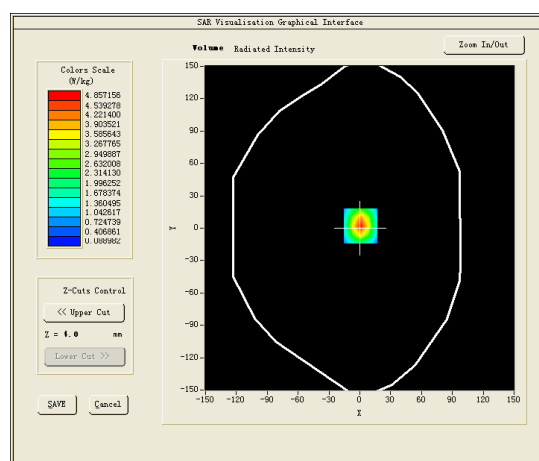 SAR Visualisation Graphical Interface
Volume Radiated Intensity
Zoom In/Out
Colors Scale
(W/kg)
4.857156
4.539278
4.221400
3.903521
3.585643
3.267765
2.949887
2.632008
2.314130
1.996252
1.678374
1.360495
1.042617
0.724739
0.406861
0.088982
Z-Cuts Control
<< Upper Cut
Z = 4.0 mm
Lower Cut >>
SAVE Cancel
150
120
90
60
30
0
-30
-60
-90
-120
-150
Y
-150 -120 -90 -60 -30 0 30 60 90 120 150
X